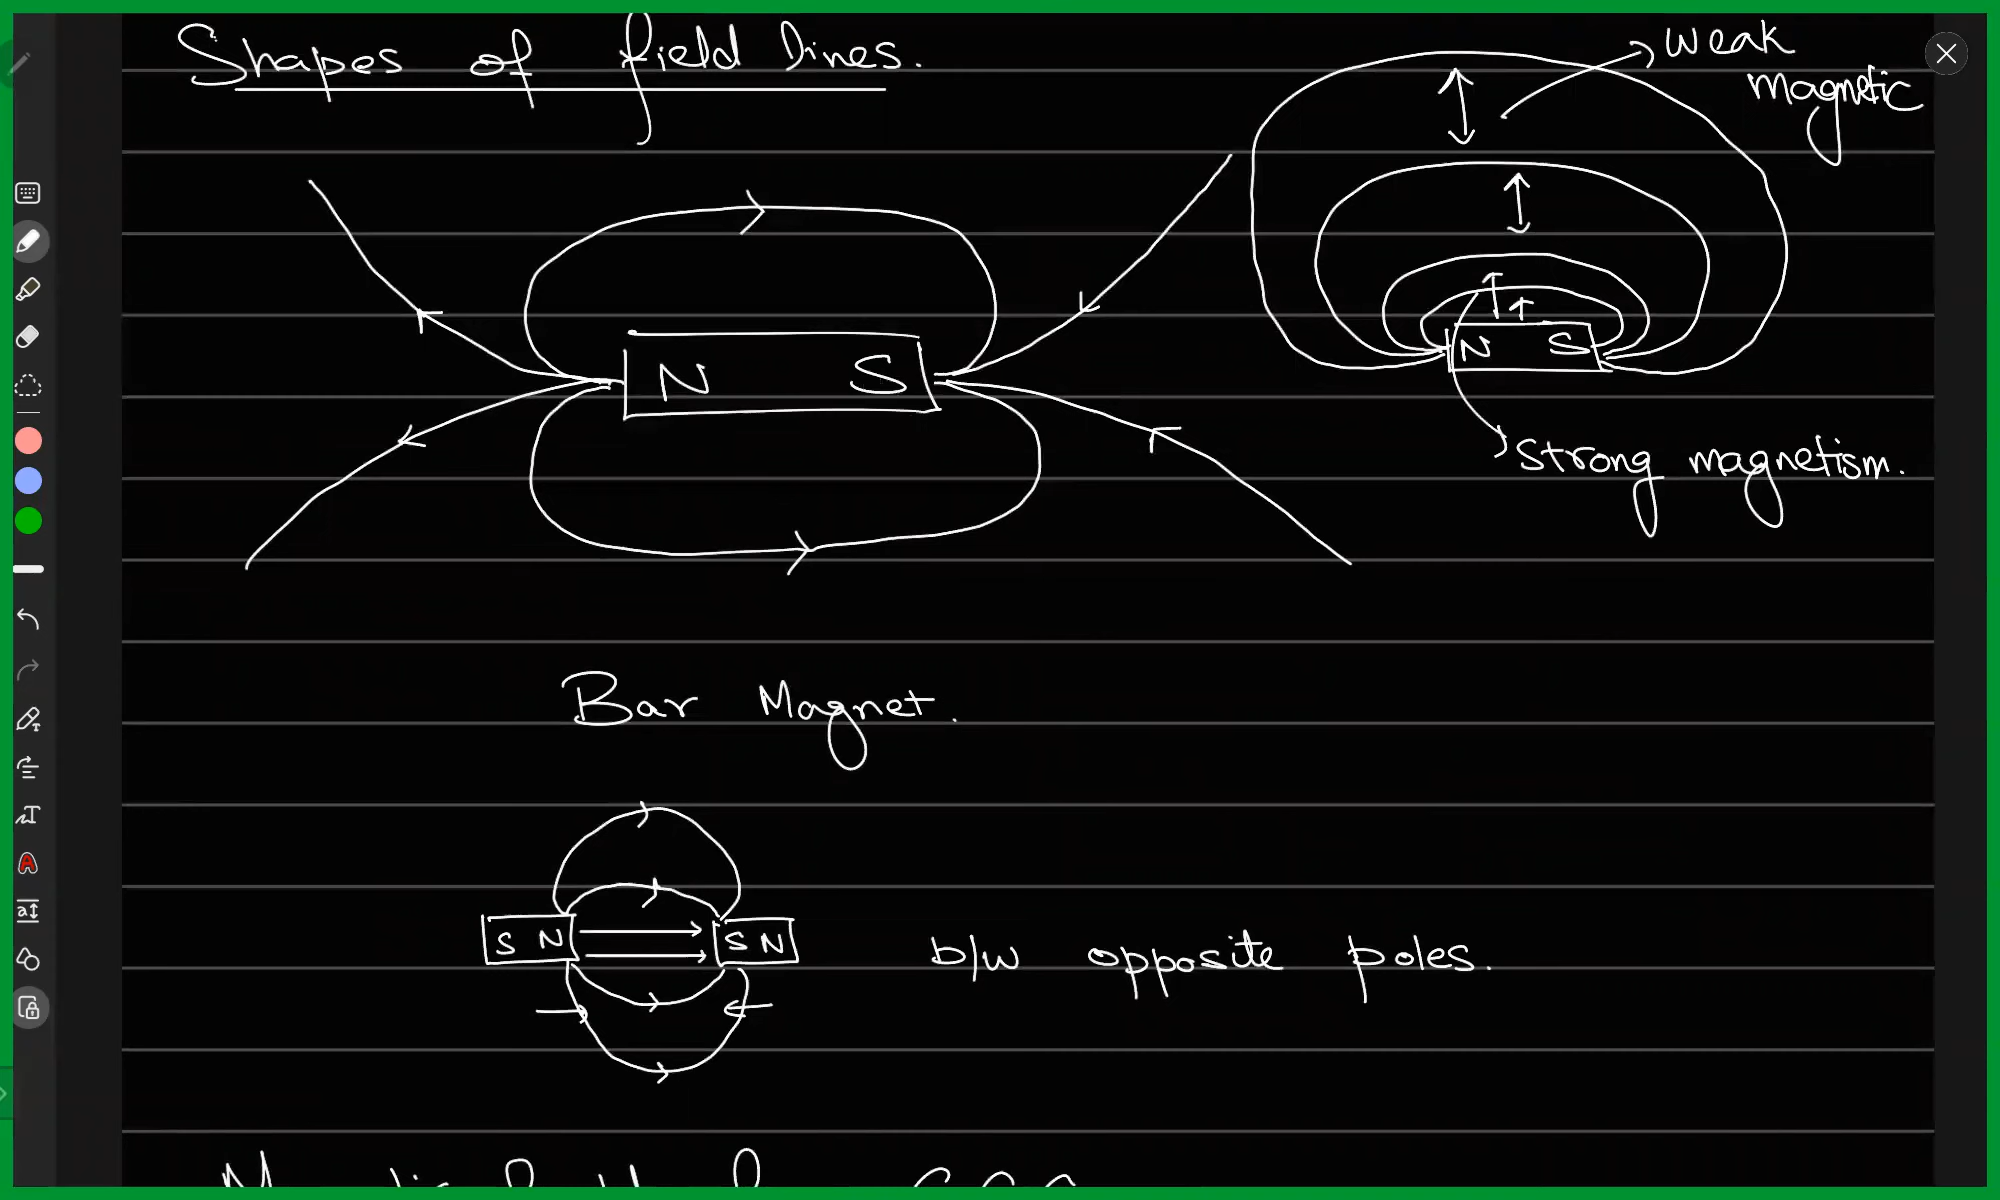 Shapes of field lines.
weak
magnetic
N S
N S
strong magnetism.
Bar Magnet.
S N S N
b/w opposite poles.